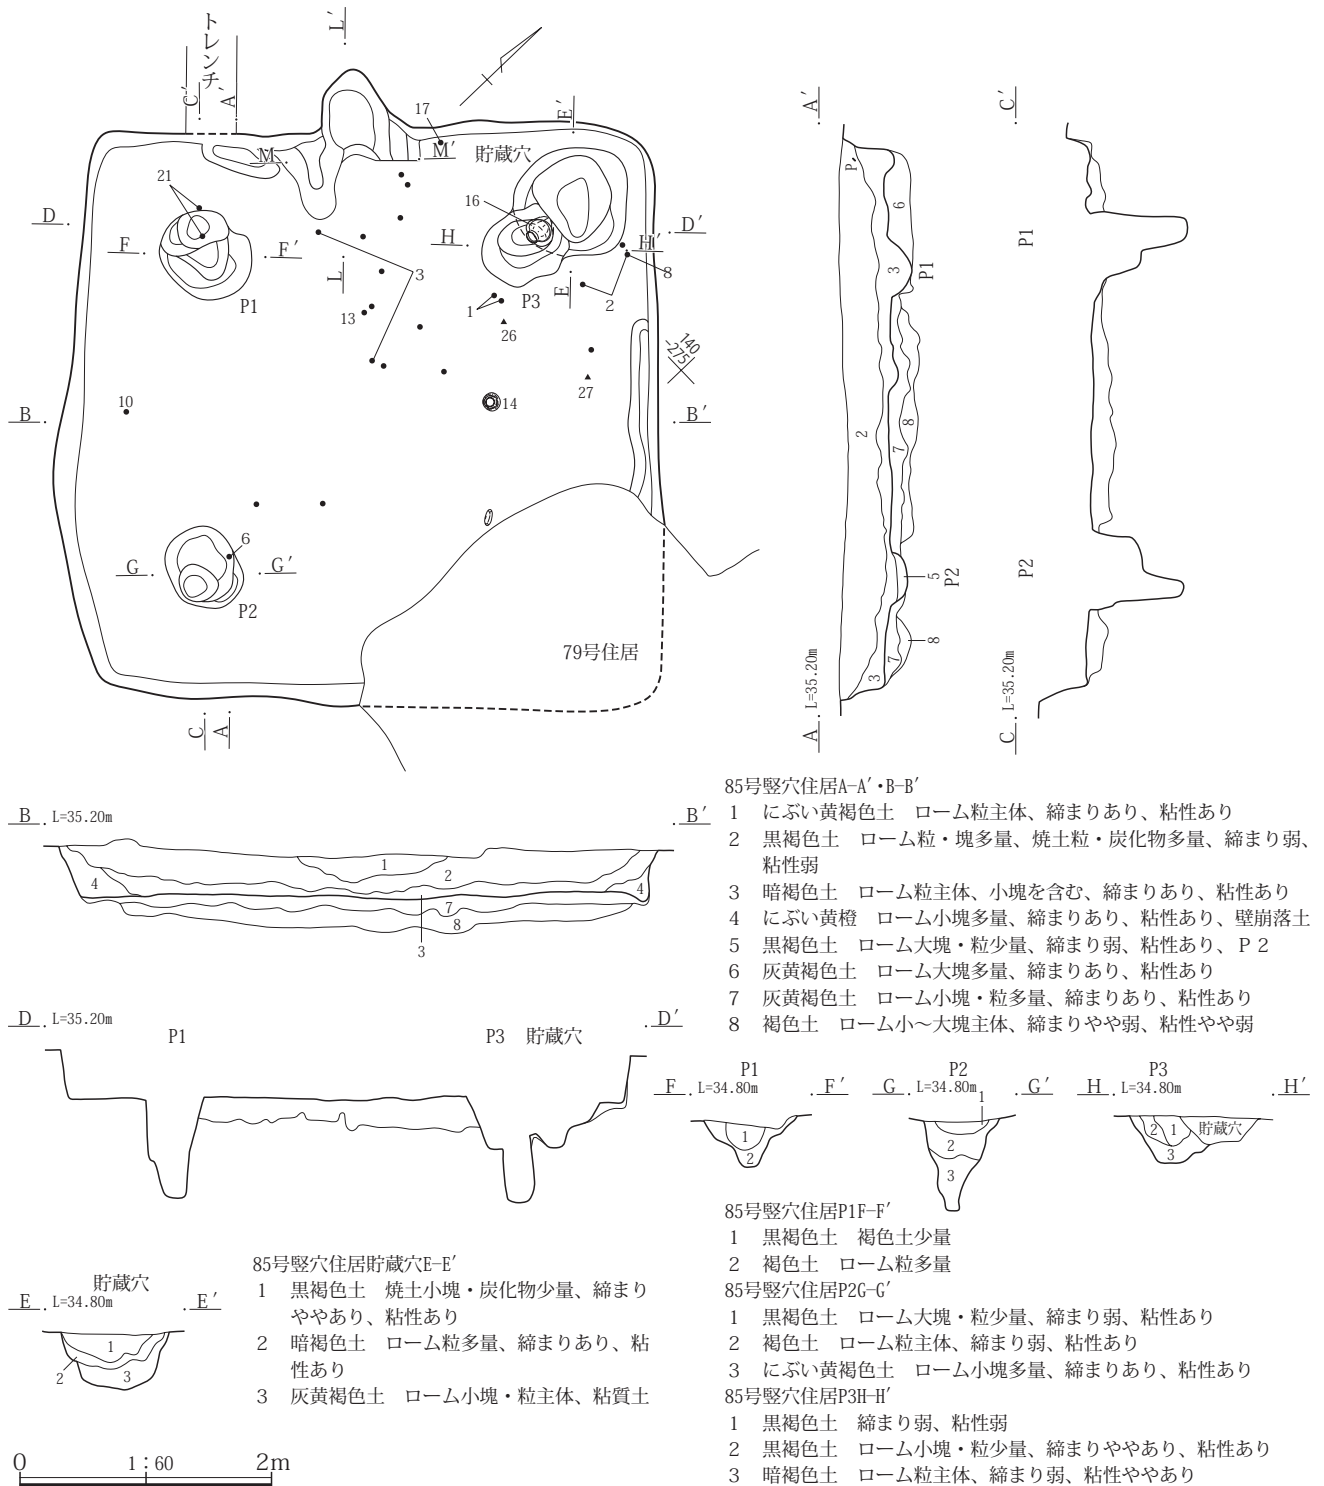 トレンチ
L′
C′
A′
E′
17
M
M′
貯蔵穴
21
16
D
D′
F
F′
H
H′
L
E
3
8
P1
P3
1
2
13
26
140
-275
27
10
14
B
B′
6
G
G′
P2
79号住居
C
A
A′
P
6
3
P1
2
8
7
5
P2
8
7
3
A L=35.20m
C′
P1
P2
C L=35.20m
B L=35.20m
B′
1
2
4
4
7
8
3
85号竪穴住居A-A′・B-B′
1 にぶい黄褐色土 ローム粒主体、締まりあり、粘性あり
2 黒褐色土 ローム粒・塊多量、焼土粒・炭化物多量、締まり弱、
粘性弱
3 暗褐色土 ローム粒主体、小塊を含む、締まりあり、粘性あり
4 にぶい黄橙 ローム小塊多量、締まりあり、粘性あり、壁崩落土
5 黒褐色土 ローム大塊・粒少量、締まり弱、粘性あり、P2
6 灰黄褐色土 ローム大塊多量、締まりあり、粘性あり
7 灰黄褐色土 ローム小塊・粒多量、締まりあり、粘性あり
8 褐色土 ローム小～大塊主体、締まりやや弱、粘性やや弱
D L=35.20m
D′
P1
P3 貯蔵穴
P1
F L=34.80m F′
1
2
P2
G L=34.80m G′
1
2
3
P3
H L=34.80m H′
2 1 貯蔵穴
3
85号竪穴住居P1F-F′
1 黒褐色土 褐色土少量
2 褐色土 ローム粒多量
85号竪穴住居P2G-G′
1 黒褐色土 ローム大塊・粒少量、締まり弱、粘性あり
2 褐色土 ローム粒主体、締まり弱、粘性あり
3 にぶい黄褐色土 ローム小塊多量、締まりあり、粘性あり
85号竪穴住居P3H-H′
1 黒褐色土 締まり弱、粘性弱
2 黒褐色土 ローム小塊・粒少量、締まりややあり、粘性あり
3 暗褐色土 ローム粒主体、締まり弱、粘性ややあり
貯蔵穴
E L=34.80m E′
1
2
3
85号竪穴住居貯蔵穴E-E′
1 黒褐色土 焼土小塊・炭化物少量、締まり
ややあり、粘性あり
2 暗褐色土 ローム粒多量、締まりあり、粘
性あり
3 灰黄褐色土 ローム小塊・粒主体、粘質土
0 1：60 2m